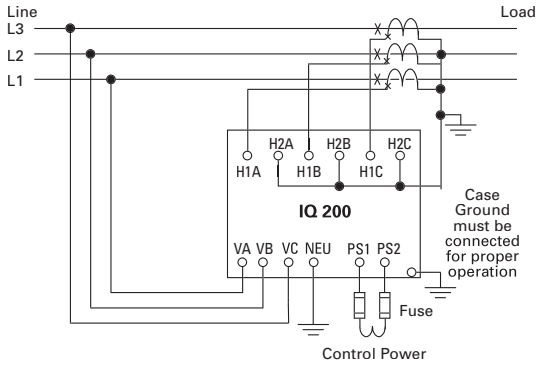 Line
Load
L3
L2
L1
H2A
H2B
H2C
H1A
H1B
H1C
IQ 200
Case
Ground
must be
connected
for proper
operation
VA
VB
VC
NEU
PS1
PS2
Fuse
Control Power